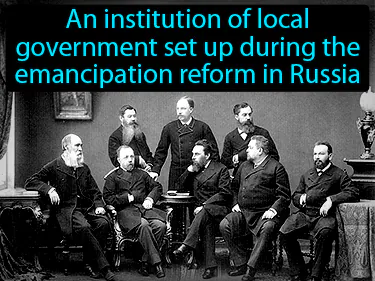 An institution of local
government set up during the
emancipation reform in Russia